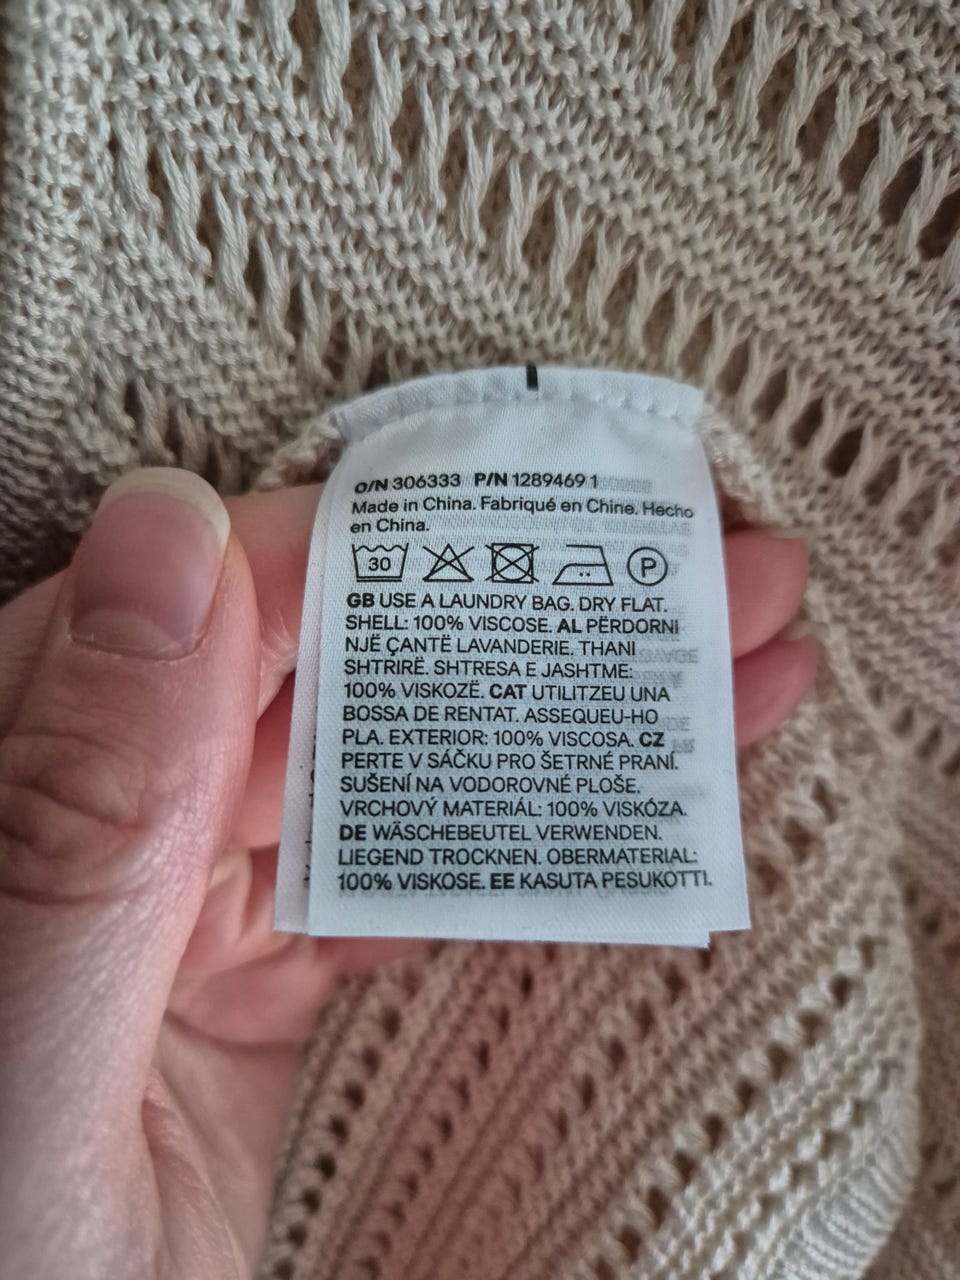 O/N 306333 P/N 1289469 1
Made in China. Fabriqué en Chine. Hecho
en China.
30 P
GB USE A LAUNDRY BAG. DRY FLAT.
SHELL: 100% VISCOSE. AL PËRDORNI
NJË ÇANTË LAVANDERIE. THANI
SHTRIRË. SHTRESA E JASHTME:
100% VISKOZË. CAT UTILITZEU UNA
BOSSA DE RENTAT. ASSEQUEU-HO
PLA. EXTERIOR: 100% VISCOSA. CZ
PERTE V SÁČKU PRO ŠETRNÉ PRANÍ.
SUŠENÍ NA VODOROVNÉ PLOŠE.
VRCHOVÝ MATERIÁL: 100% VISKÓZA.
DE WÄSCHEBEUTEL VERWENDEN.
LIEGEND TROCKNEN. OBERMATERIAL:
100% VISKOSE. EE KASUTA PESUKOTTI.